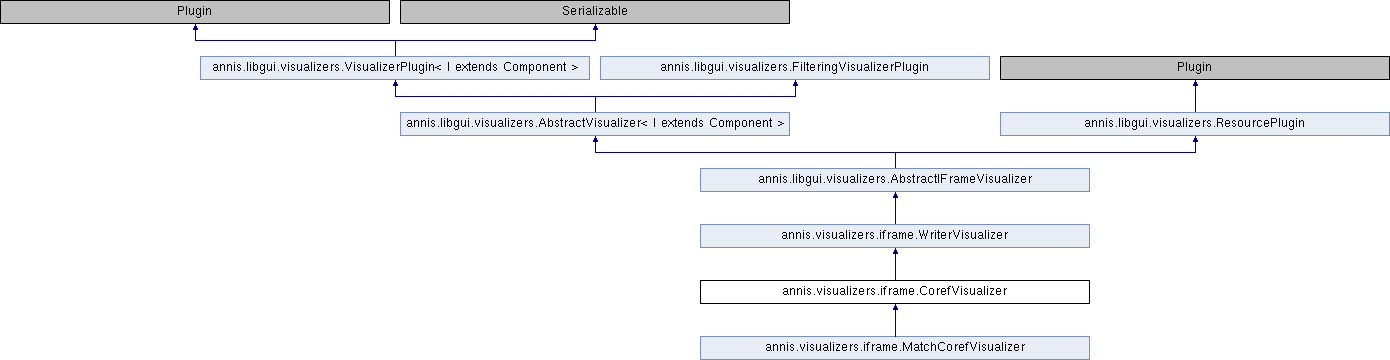 Plugin
Serializable
annis.libgui.visualizers.VisualizerPlugin< I extends Component >
annis.libgui.visualizers.FilteringVisualizerPlugin
Plugin
annis.libgui.visualizers.AbstractVisualizer< I extends Component >
annis.libgui.visualizers.ResourcePlugin
annis.libgui.visualizers.AbstractIFrameVisualizer
annis.visualizers.iframe.WriterVisualizer
annis.visualizers.iframe.CorefVisualizer
annis.visualizers.iframe.MatchCorefVisualizer